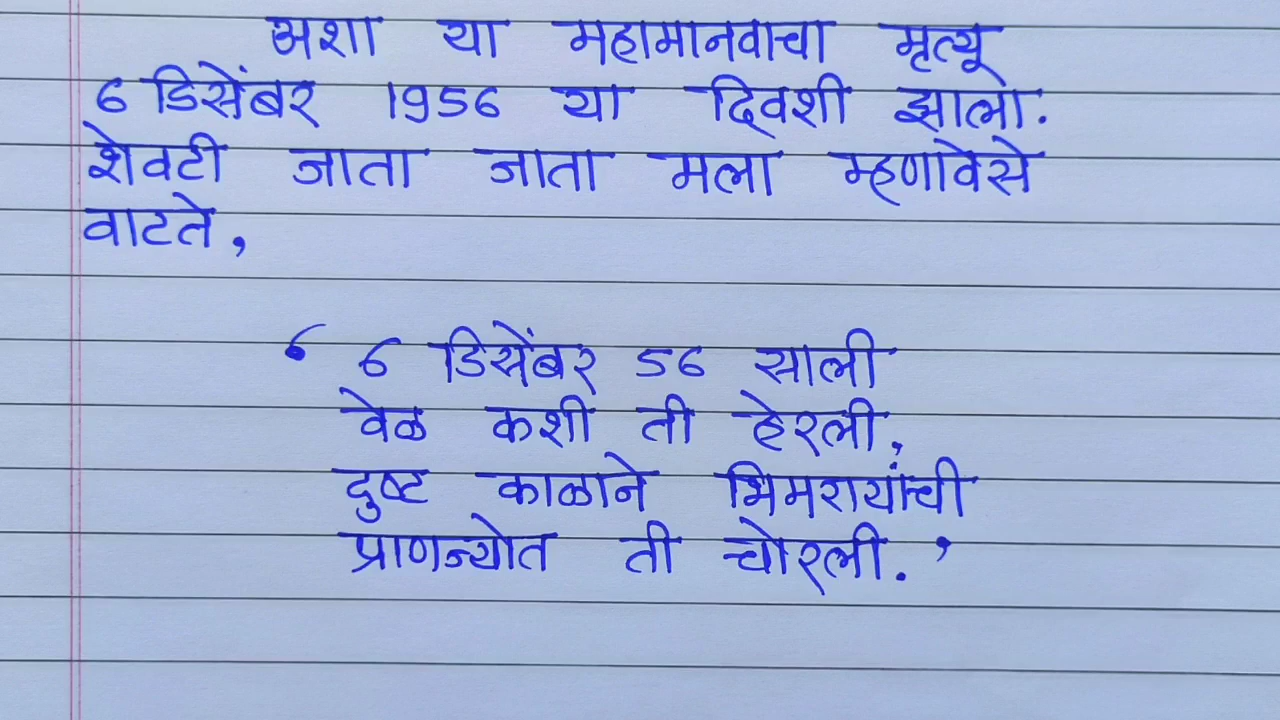 अशा या महामानवाचा मृत्यू
6 डिसेंबर 1956 या दिवशी झाला.
शेवटी जाता जाता मला म्हणावेसे
वाटते,
‘ 6 डिसेंबर 56 साली
वेळ कशी ती हेरली,
दुष्ट काळाने भिमरायांची
प्राणज्योत ती चोरली. ’